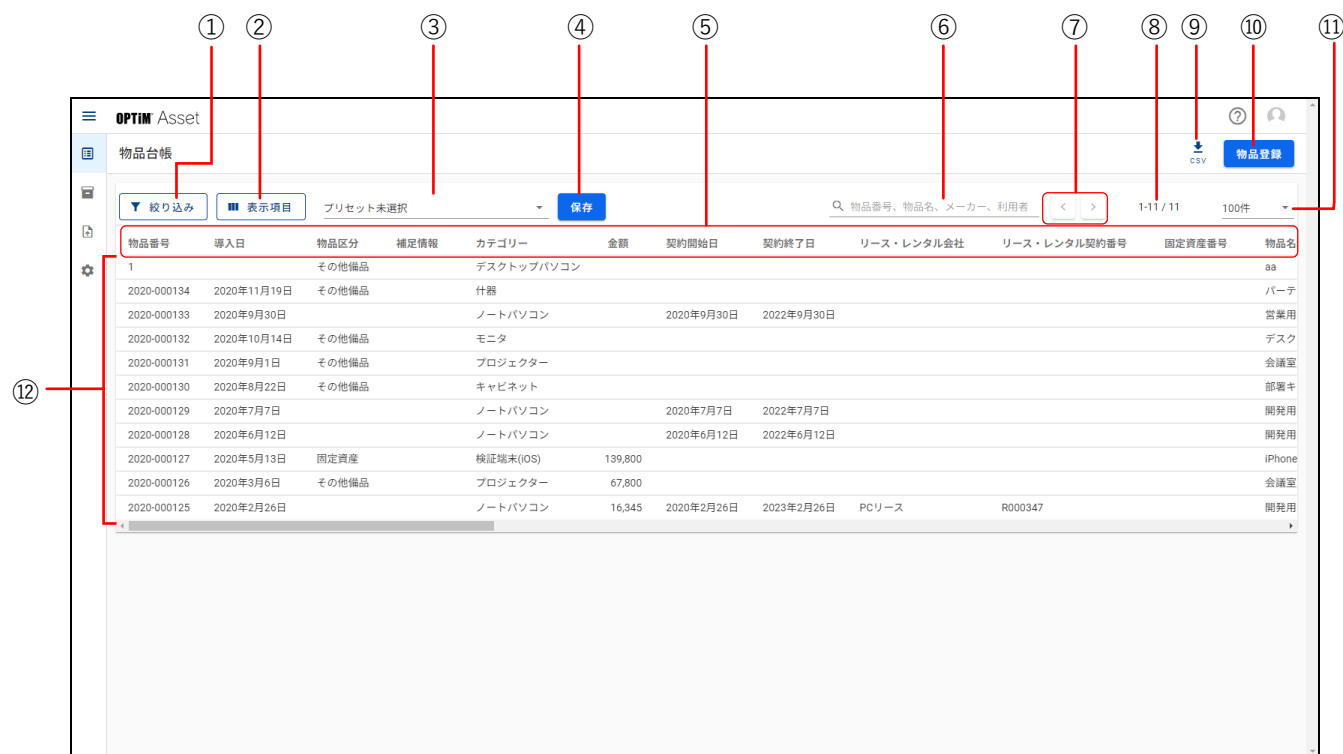 ① ② ③ ④ ⑤ ⑥ ⑦ ⑧ ⑨ ⑩ ⑪
OPTiM Asset
物品台帳 CSV 物品登録
絞り込み 表示項目 プリセット未選択 保存 物品番号、物品名、メーカー、利用者 < > 1-11 / 11 100件
物品番号 導入日 物品区分 補足情報 カテゴリー 金額 契約開始日 契約終了日 リース・レンタル会社 リース・レンタル契約番号 固定資産番号 物品名
1 その他備品 デスクトップパソコン aa
2020-000134 2020年11月19日 その他備品 什器 パーテ
2020-000133 2020年9月30日 ノートパソコン 2020年9月30日 2022年9月30日 営業用
2020-000132 2020年10月14日 その他備品 モニタ デスク
2020-000131 2020年9月1日 その他備品 プロジェクター 会議室
2020-000130 2020年8月22日 その他備品 キャビネット 部署キ
2020-000129 2020年7月7日 ノートパソコン 2020年7月7日 2022年7月7日 開発用
2020-000128 2020年6月12日 ノートパソコン 2020年6月12日 2022年6月12日 開発用
2020-000127 2020年5月13日 固定資産 検証端末(iOS) 139,800 iPhone
2020-000126 2020年3月6日 その他備品 プロジェクター 67,800 会議室
2020-000125 2020年2月26日 ノートパソコン 16,345 2020年2月26日 2023年2月26日 PCリース R000347 開発用
⑫